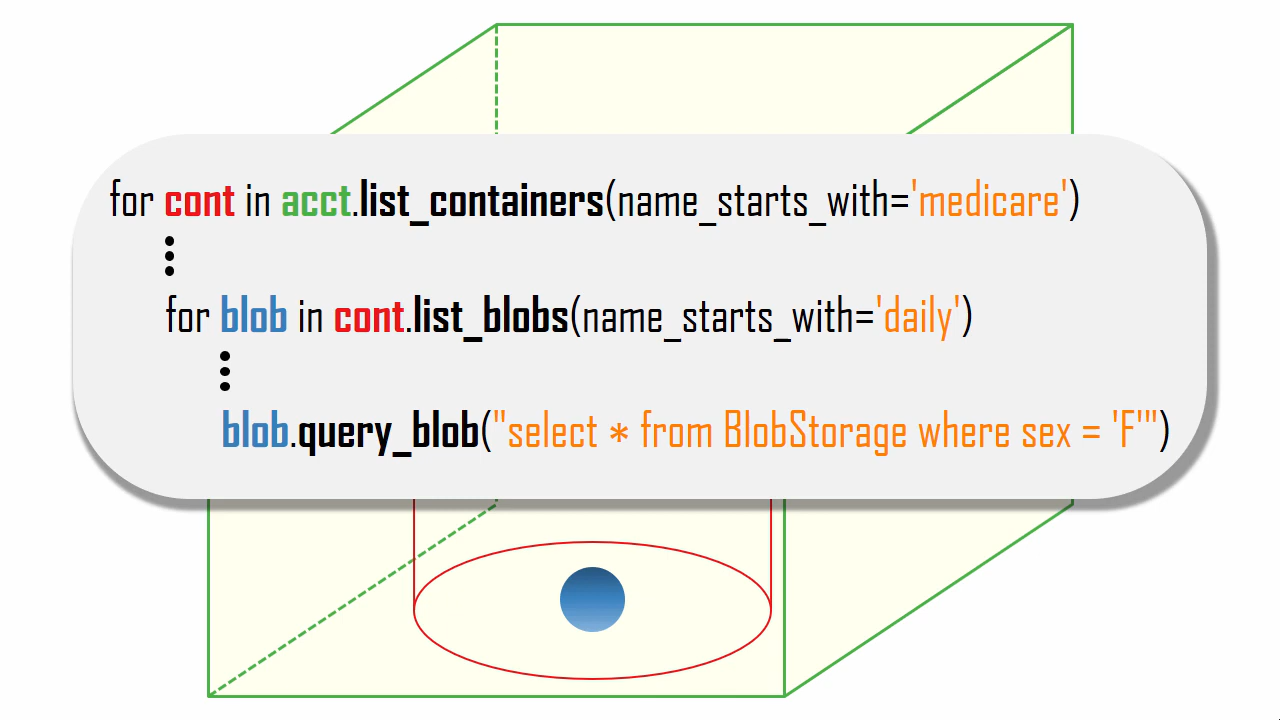 for cont in acct.list_containers(name_starts_with='medicare')
for blob in cont.list_blobs(name_starts_with='daily')
blob.query_blob("select * from BlobStorage where sex = 'F'")